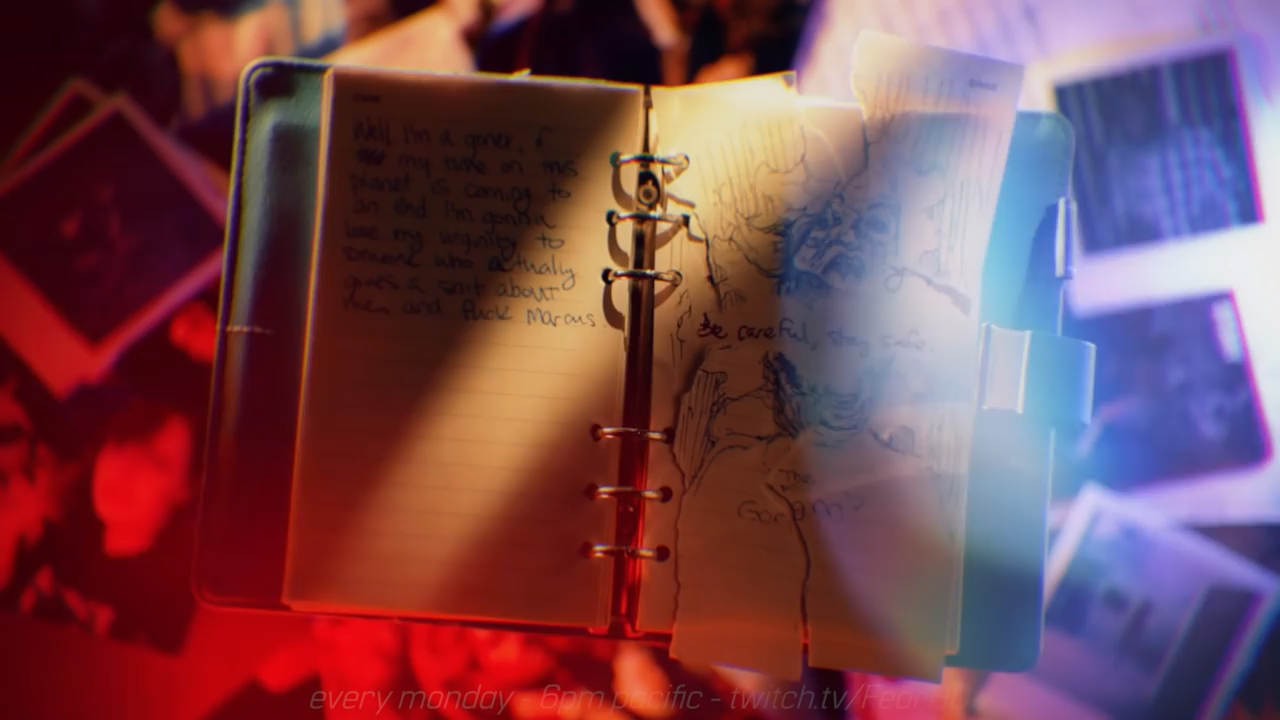 Well I'm a goner, if
my time on this
planet is coming to
an end I'm gonna
lose my virginity to
someone who actually
gives a shit about
them and fuck Marcus.
Be careful, stay safe.
The
every monday - 6pm pacific - twitch.tv/Fear